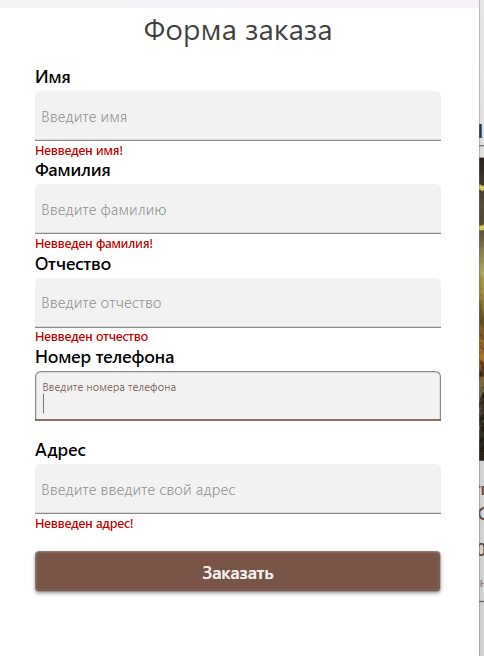 Форма заказа
Имя
Введите имя
Невведен имя!
Фамилия
Введите фамилию
Невведен фамилия!
Отчество
Введите отчество
Невведен отчество
Номер телефона
Введите номера телефона
Адрес
Введите введите свой адрес
Невведен адрес!
Заказать